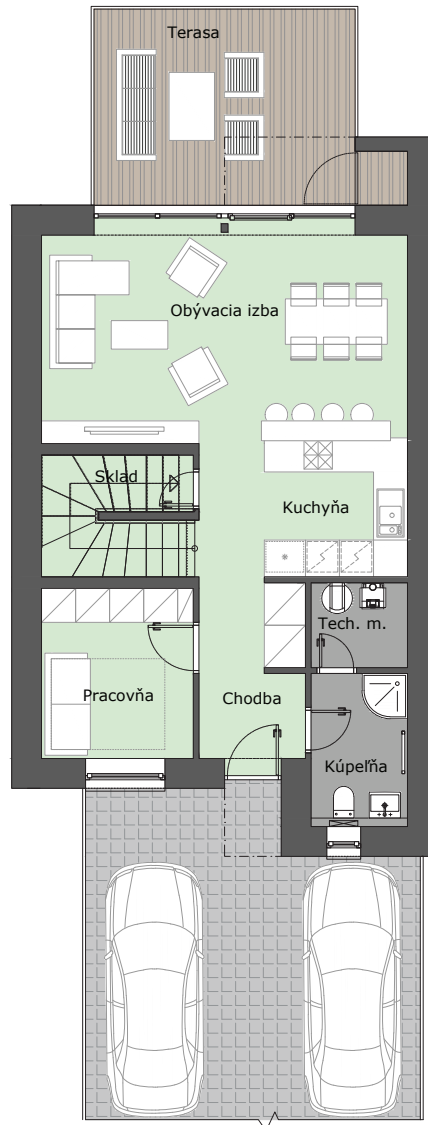 Terasa
Obývacia izba
Sklad
Kuchyňa
Tech. m.
Pracovňa
Chodba
Kúpeľňa